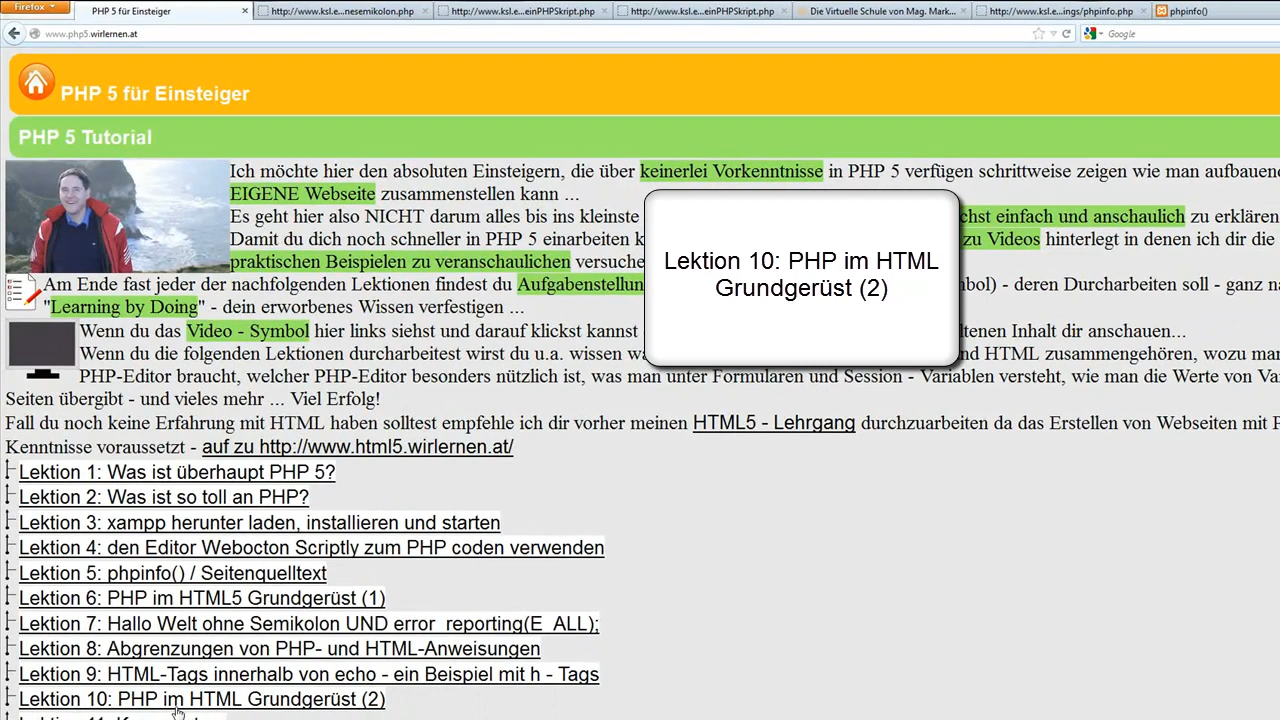 Firefox
PHP 5 für Einsteiger
http://www.ksl.e...nesemikolon.php
http://www.ksl.e...einPHPSkript.php
http://www.ksl.e...einPHPSkript.php
Die Virtuelle Schule von Mag. Mark...
http://www.ksl.e...ings/phpinfo.php
phpinfo()
www.php5.wirlernen.at
Google
PHP 5 für Einsteiger
PHP 5 Tutorial
Ich möchte hier den absoluten Einsteigern, die über keinerlei Vorkenntnisse in PHP 5 verfügen schrittweise zeigen wie man aufbauend
EIGENE Webseite zusammenstellen kann ...
Es geht hier also NICHT darum alles bis ins kleinste chst einfach und anschaulich zu erklären
Damit du dich noch schneller in PHP 5 einarbeiten k zu Videos hinterlegt in denen ich dir die
praktischen Beispielen zu veranschaulichen versuche
Lektion 10: PHP im HTML
Grundgerüst (2)
Am Ende fast jeder der nachfolgenden Lektionen findest du Aufgabenstellun bol) - deren Durcharbeiten soll - ganz na
"Learning by Doing" - dein erworbenes Wissen verfestigen ...
Wenn du das Video - Symbol hier links siehst und darauf klickst kannst ltenen Inhalt dir anschauen...
Wenn du die folgenden Lektionen durcharbeitest wirst du u.a. wissen wa nd HTML zusammengehören, wozu man
PHP-Editor braucht, welcher PHP-Editor besonders nützlich ist, was man unter Formularen und Session - Variablen versteht, wie man die Werte von Va
Seiten übergibt - und vieles mehr ... Viel Erfolg!
Fall du noch keine Erfahrung mit HTML haben solltest empfehle ich dir vorher meinen HTML5 - Lehrgang durchzuarbeiten da das Erstellen von Webseiten mit P
Kenntnisse voraussetzt - auf zu http://www.html5.wirlernen.at/
Lektion 1: Was ist überhaupt PHP 5?
Lektion 2: Was ist so toll an PHP?
Lektion 3: xampp herunter laden, installieren und starten
Lektion 4: den Editor Webocton Scriptly zum PHP coden verwenden
Lektion 5: phpinfo() / Seitenquelltext
Lektion 6: PHP im HTML5 Grundgerüst (1)
Lektion 7: Hallo Welt ohne Semikolon UND error_reporting(E_ALL);
Lektion 8: Abgrenzungen von PHP- und HTML-Anweisungen
Lektion 9: HTML-Tags innerhalb von echo - ein Beispiel mit h - Tags
Lektion 10: PHP im HTML Grundgerüst (2)